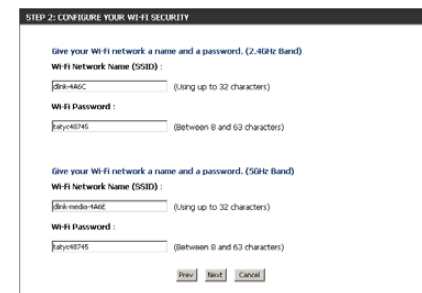 STEP 2: CONFIGURE YOUR WI-FI SECURITY
Give your Wi-Fi network a name and a password. (2.4GHz Band)
Wi-Fi Network Name (SSID) :
dlink-4A6C (Using up to 32 characters)
Wi-Fi Password :
tatyc48745 (Between 8 and 63 characters)
Give your Wi-Fi network a name and a password. (5GHz Band)
Wi-Fi Network Name (SSID) :
dlink-media-4A6E (Using up to 32 characters)
Wi-Fi Password :
tatyc48745 (Between 8 and 63 characters)
Prev Next Cancel